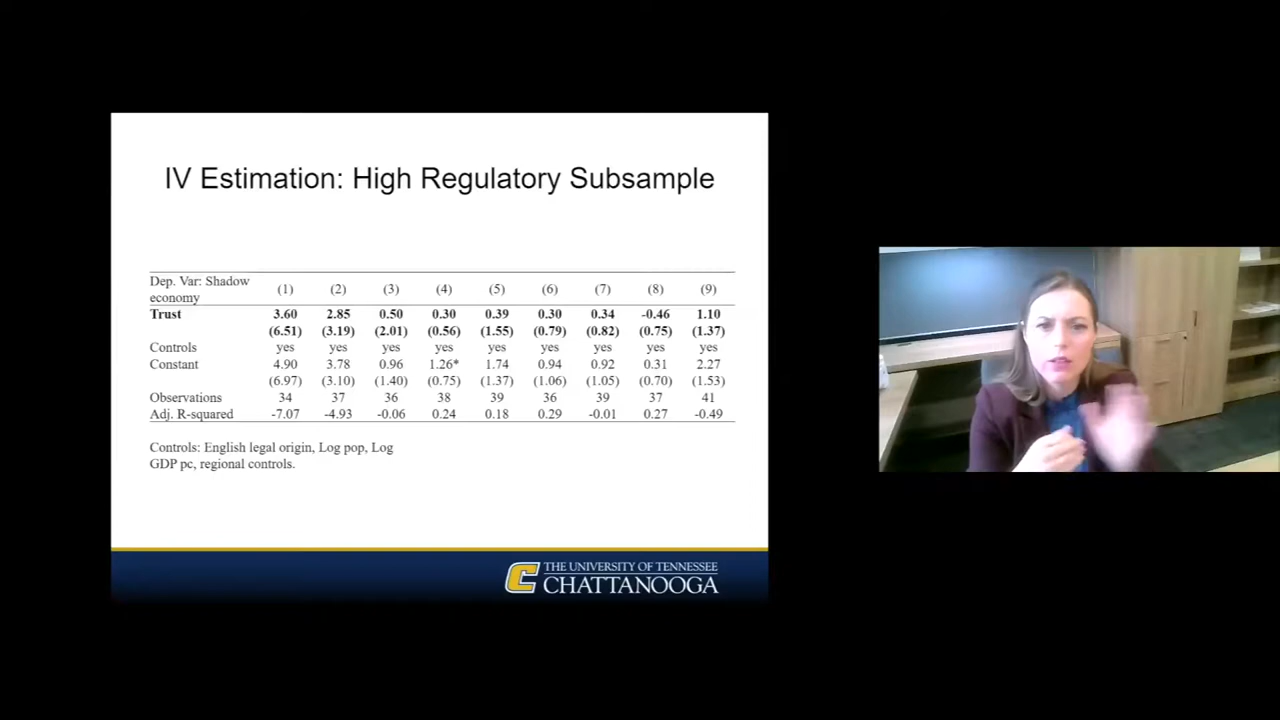 IV Estimation: High Regulatory Subsample
Dep. Var: Shadow economy (1) (2) (3) (4) (5) (6) (7) (8) (9)
Trust 3.60 2.85 0.50 0.30 0.39 0.30 0.34 -0.46 1.10
(6.51) (3.19) (2.01) (0.56) (1.55) (0.79) (0.82) (0.75) (1.37)
Controls yes yes yes yes yes yes yes yes yes
Constant 4.90 3.78 0.96 1.26* 1.74 0.94 0.92 0.31 2.27
(6.97) (3.10) (1.40) (0.75) (1.37) (1.06) (1.05) (0.70) (1.53)
Observations 34 37 36 38 39 36 39 37 41
Adj. R-squared -7.07 -4.93 -0.06 0.24 0.18 0.29 -0.01 0.27 -0.49
Controls: English legal origin, Log pop, Log
GDP pc, regional controls.
THE UNIVERSITY OF TENNESSEE
CHATTANOOGA